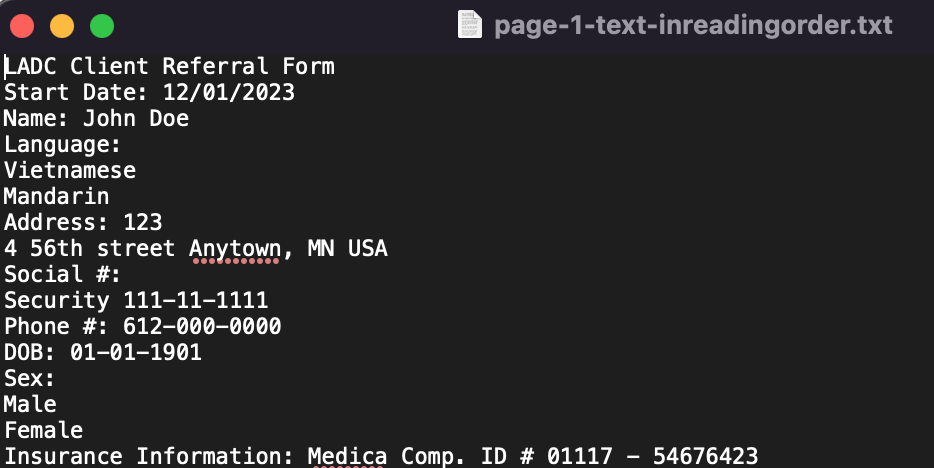 page-1-text-inreadingorder.txt
LADC Client Referral Form
Start Date: 12/01/2023
Name: John Doe
Language:
Vietnamese
Mandarin
Address: 123
4 56th street Anytown, MN USA
Social #:
Security 111-11-1111
Phone #: 612-000-0000
DOB: 01-01-1901
Sex:
Male
Female
Insurance Information: Medica Comp. ID # 01117 - 54676423